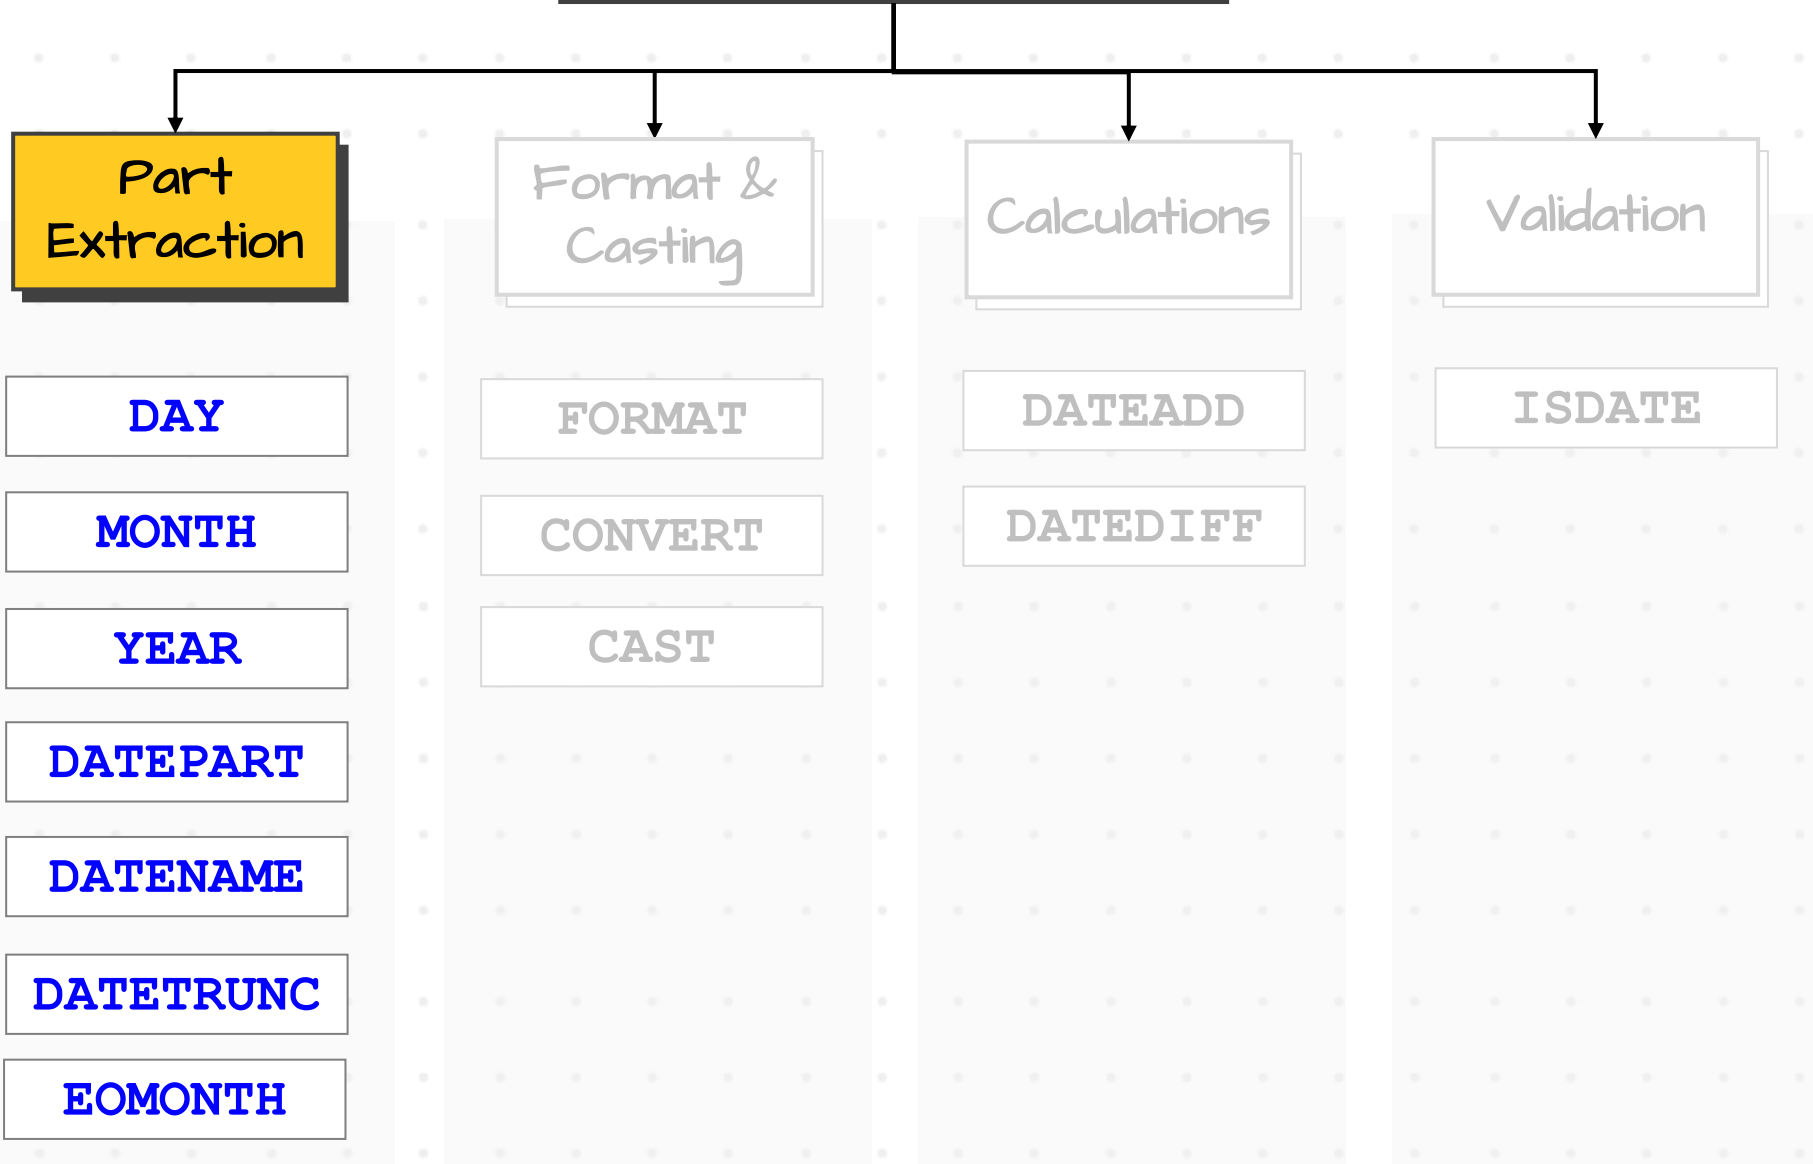 Part
Extraction
DAY
MONTH
YEAR
DATEPART
DATENAME
DATETRUNC
EOMONTH
Format &
Casting
FORMAT
CONVERT
CAST
Calculations
DATEADD
DATEDIFF
Validation
ISDATE